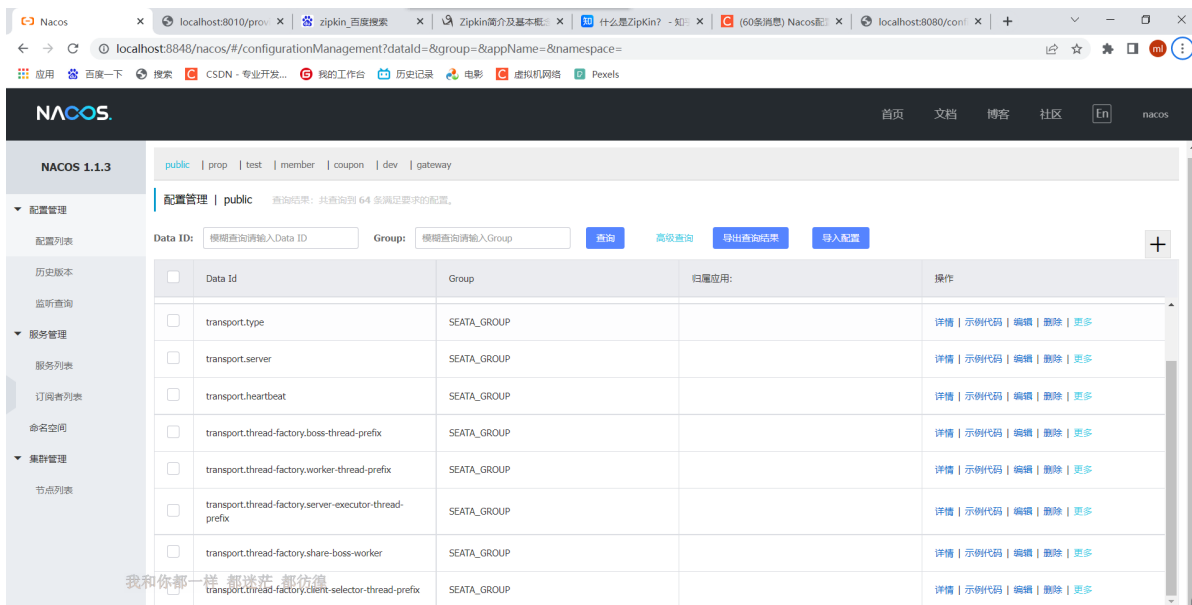 Nacos
localhost:8010/provi
zipkin_百度搜索
Zipkin简介及基本概念
什么是ZipKin? - 知乎
(60条消息) Nacos配置
localhost:8080/confi
localhost:8848/nacos/#/configurationManagement?dataId=&group=&appName=&namespace=
ml
应用 百度一下 搜索 CSDN - 专业开发... 我的工作台 历史记录 电影 虚拟机网络 Pexels
NACOS.
首页 文档 博客 社区 En nacos
NACOS 1.1.3
public | prop | test | member | coupon | dev | gateway
配置管理 | public 查询结果：共查询到 64 条满足要求的配置。
配置管理
配置列表
历史版本
监听查询
服务管理
服务列表
订阅者列表
命名空间
集群管理
节点列表
Data ID: 模糊查询请输入Data ID Group: 模糊查询请输入Group 查询 高级查询 导出查询结果 导入配置
Data Id Group 归属应用: 操作
transport.type SEATA_GROUP 详情 | 示例代码 | 编辑 | 删除 | 更多
transport.server SEATA_GROUP 详情 | 示例代码 | 编辑 | 删除 | 更多
transport.heartbeat SEATA_GROUP 详情 | 示例代码 | 编辑 | 删除 | 更多
transport.thread-factory.boss-thread-prefix SEATA_GROUP 详情 | 示例代码 | 编辑 | 删除 | 更多
transport.thread-factory.worker-thread-prefix SEATA_GROUP 详情 | 示例代码 | 编辑 | 删除 | 更多
transport.thread-factory.server-executor-thread-
prefix SEATA_GROUP 详情 | 示例代码 | 编辑 | 删除 | 更多
transport.thread-factory.share-boss-worker SEATA_GROUP 详情 | 示例代码 | 编辑 | 删除 | 更多
transport.thread-factory.client-selector-thread-prefix SEATA_GROUP 详情 | 示例代码 | 编辑 | 删除 | 更多
我和你都一样 都迷茫 都彷徨